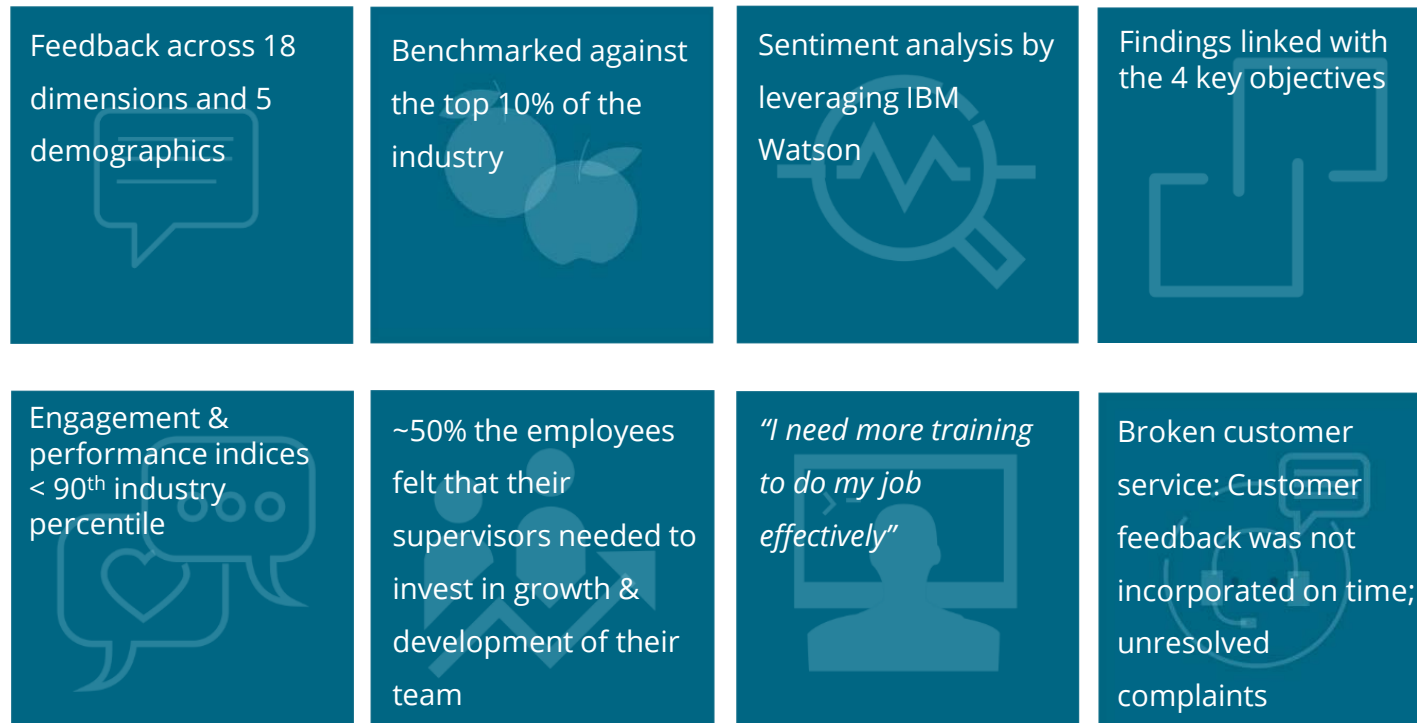 Feedback across 18
dimensions and 5
demographics
Benchmarked against
the top 10% of the
industry
Sentiment analysis by
leveraging IBM
Watson
Findings linked with
the 4 key objectives
Engagement &
performance indices
< 90th industry
percentile
~50% the employees
felt that their
supervisors needed to
invest in growth &
development of their
team
“I need more training
to do my job
effectively”
Broken customer
service: Customer
feedback was not
incorporated on time;
unresolved
complaints